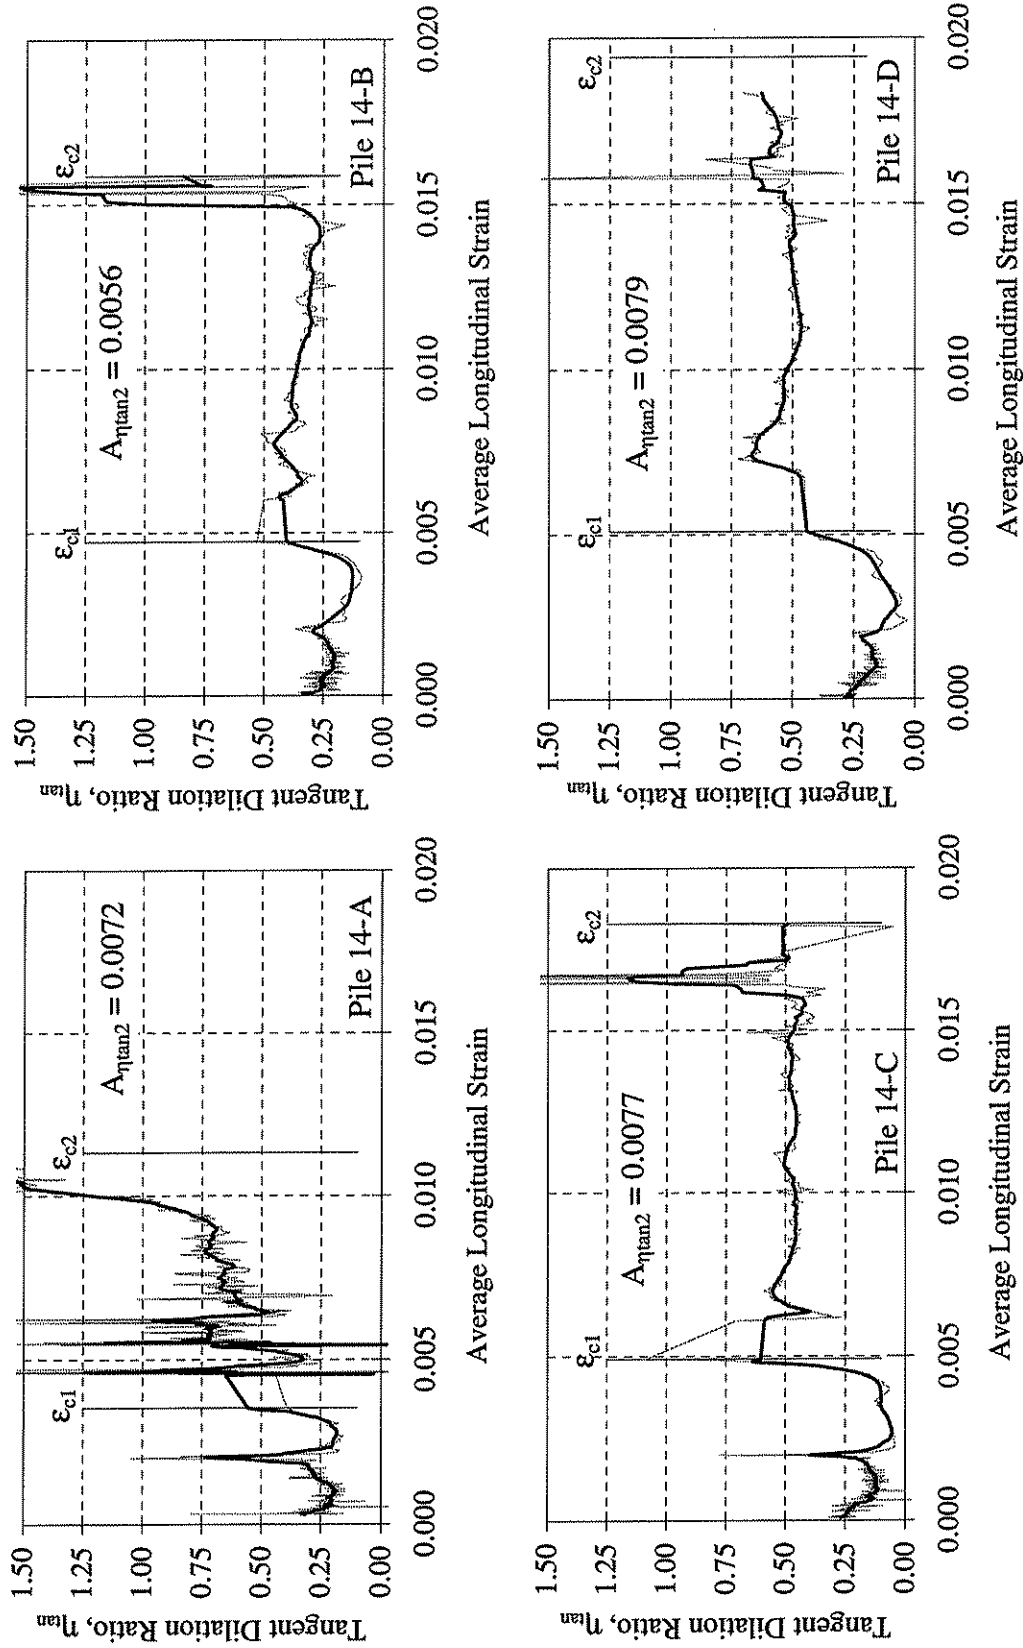 Tangent Dilation Ratio, ηtan
1.50
1.25
1.00
0.75
0.50
0.25
0.00
εc1
εc2
Aηtan2 = 0.0072
Pile 14-A
0.000
0.005
0.010
0.015
0.020
Average Longitudinal Strain
Tangent Dilation Ratio, ηtan
1.50
1.25
1.00
0.75
0.50
0.25
0.00
εc1
εc2
Aηtan2 = 0.0056
Pile 14-B
0.000
0.005
0.010
0.015
0.020
Average Longitudinal Strain
Tangent Dilation Ratio, ηtan
1.50
1.25
1.00
0.75
0.50
0.25
0.00
εc1
εc2
Aηtan2 = 0.0077
Pile 14-C
0.000
0.005
0.010
0.015
0.020
Average Longitudinal Strain
Tangent Dilation Ratio, ηtan
1.50
1.25
1.00
0.75
0.50
0.25
0.00
εc1
εc2
Aηtan2 = 0.0079
Pile 14-D
0.000
0.005
0.010
0.015
0.020
Average Longitudinal Strain